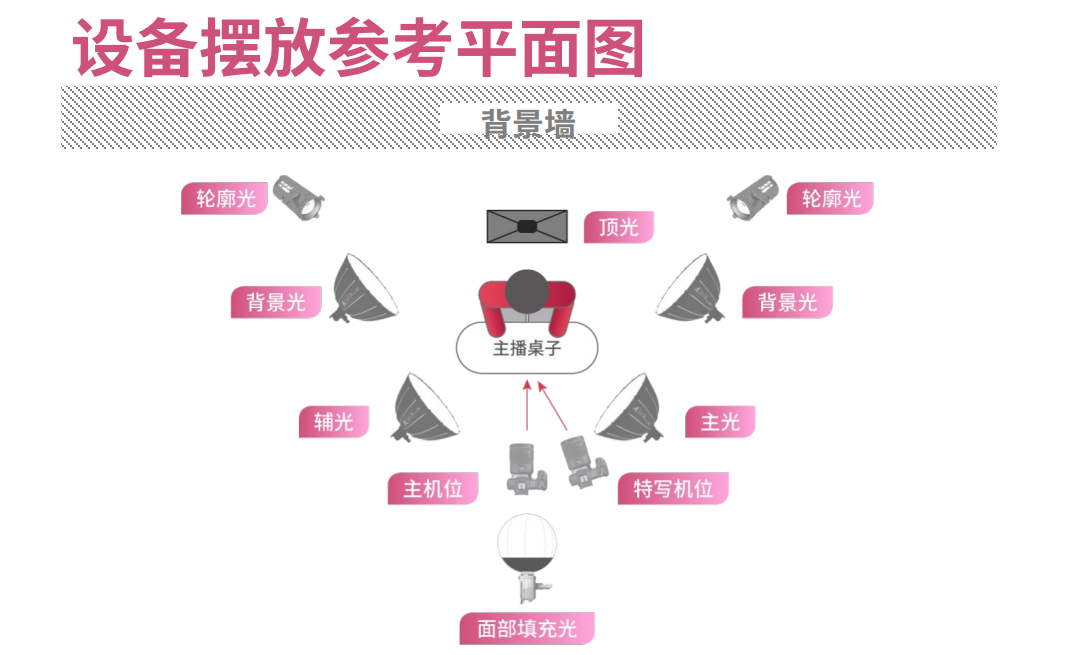 设备摆放参考平面图
背景墙
轮廓光
轮廓光
顶光
背景光
背景光
主播桌子
辅光
主光
主机位
特写机位
面部填充光